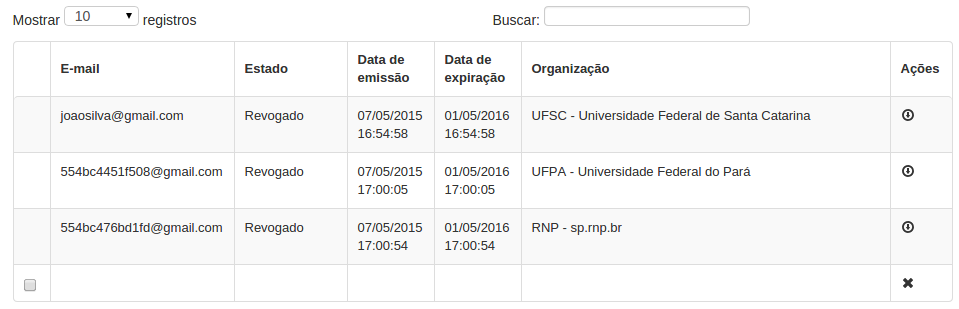 Mostrar 10 registros Buscar:
E-mail Estado Data de emissão Data de expiração Organização Ações
joaosilva@gmail.com Revogado 07/05/2015 16:54:58 01/05/2016 16:54:58 UFSC - Universidade Federal de Santa Catarina
554bc4451f508@gmail.com Revogado 07/05/2015 17:00:05 01/05/2016 17:00:05 UFPA - Universidade Federal do Pará
554bc476bd1fd@gmail.com Revogado 07/05/2015 17:00:54 01/05/2016 17:00:54 RNP - sp.rnp.br